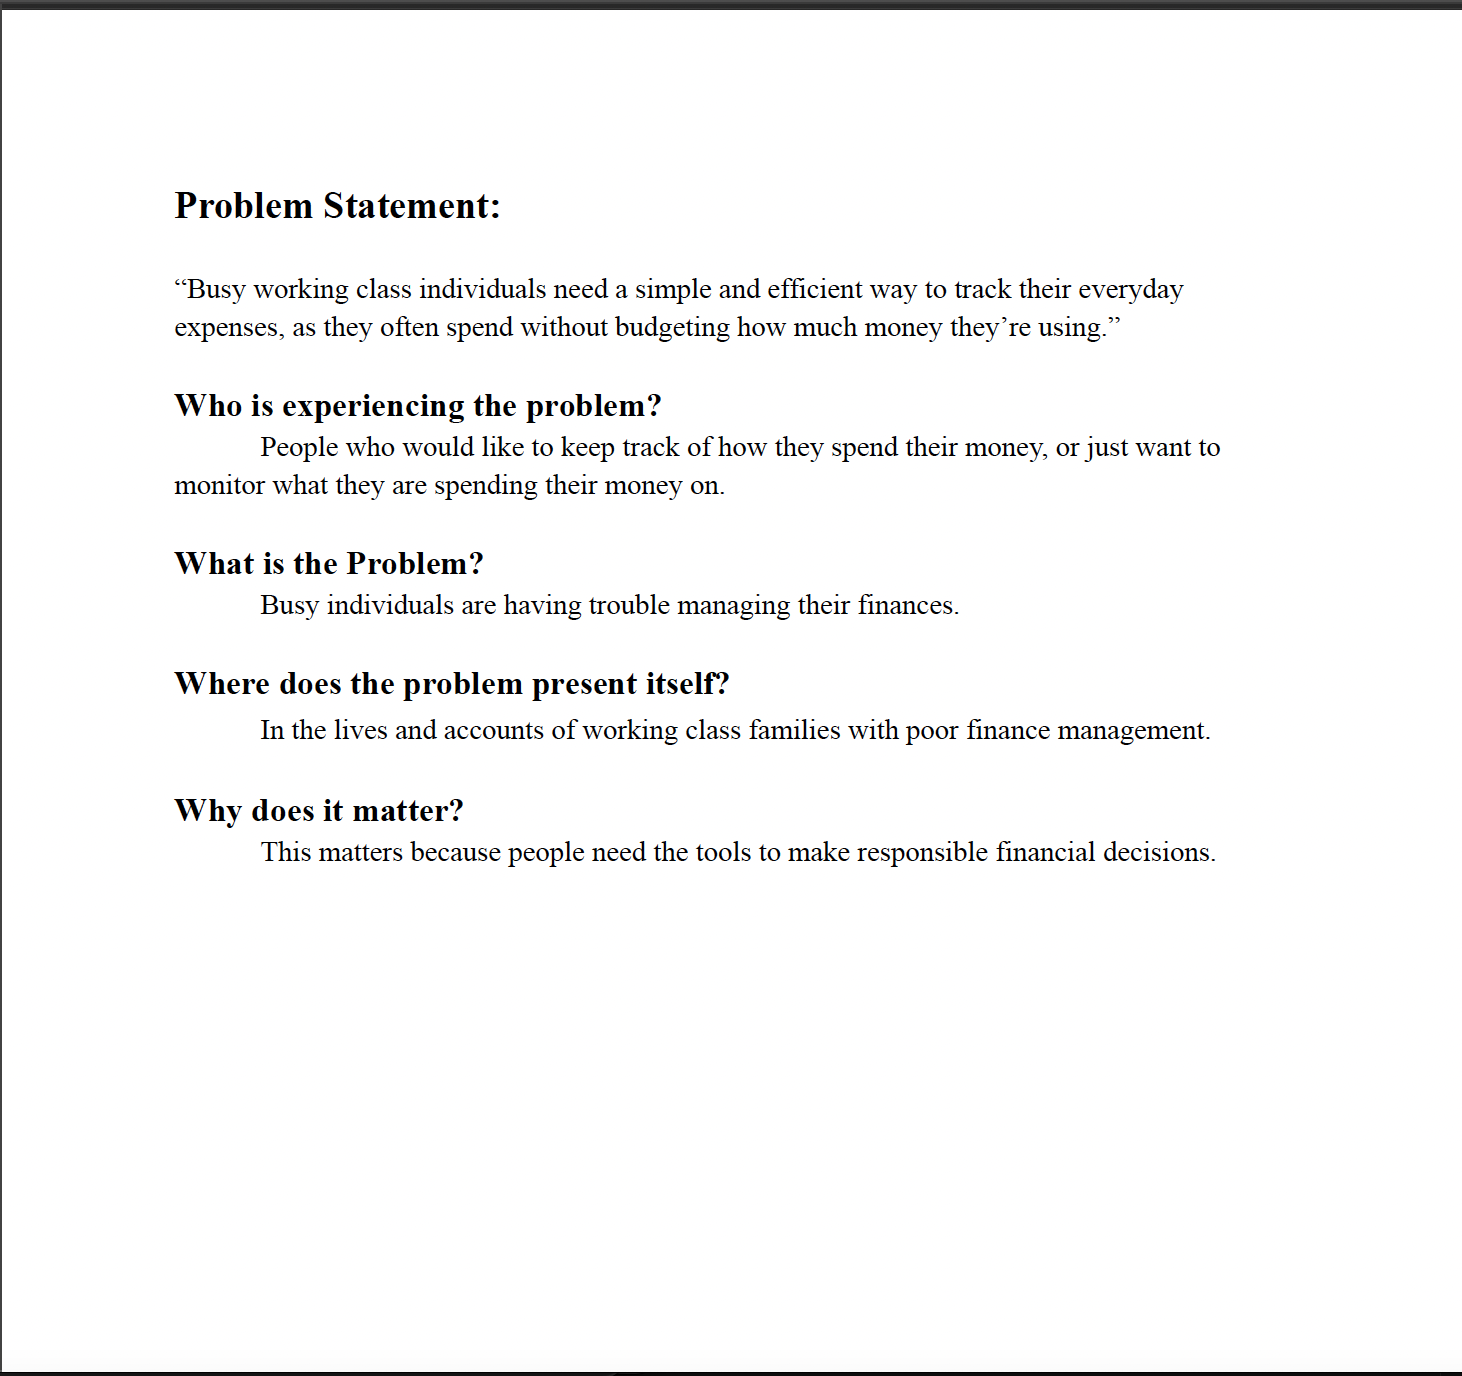 Problem Statement:
“Busy working class individuals need a simple and efficient way to track their everyday
expenses, as they often spend without budgeting how much money they’re using.”
Who is experiencing the problem?
People who would like to keep track of how they spend their money, or just want to
monitor what they are spending their money on.
What is the Problem?
Busy individuals are having trouble managing their finances.
Where does the problem present itself?
In the lives and accounts of working class families with poor finance management.
Why does it matter?
This matters because people need the tools to make responsible financial decisions.